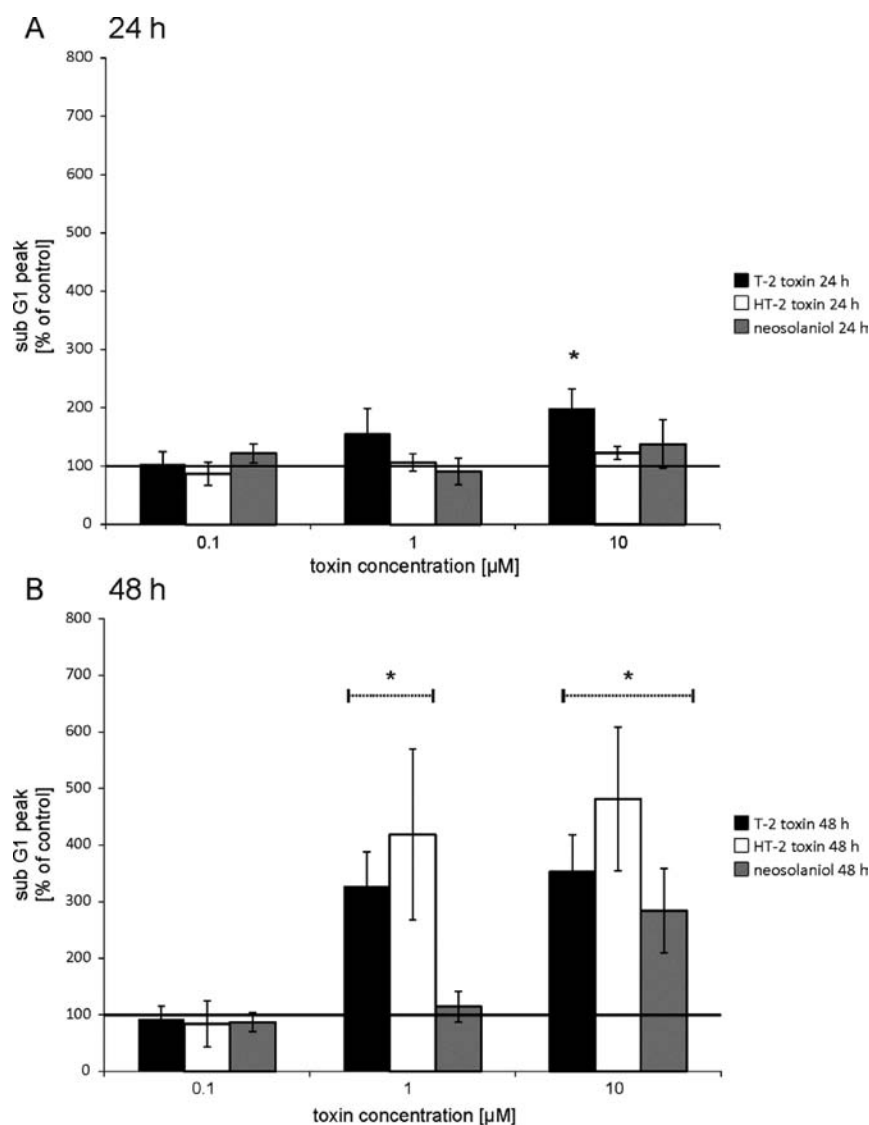 A 24 h
800
700
600
500
400
300
200
100
0
sub G1 peak
[% of control]
*
0.1 1 10
toxin concentration [µM]
T-2 toxin 24 h
HT-2 toxin 24 h
neosolaniol 24 h
B 48 h
800
700
600
500
400
300
200
100
0
sub G1 peak
[% of control]
* *
0.1 1 10
toxin concentration [µM]
T-2 toxin 48 h
HT-2 toxin 48 h
neosolaniol 48 h